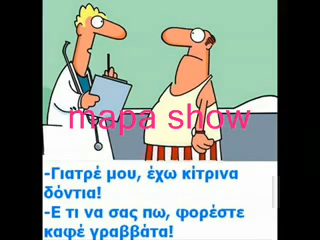 mapa show
-Γιατρέ μου, έχω κίτρινα
δόντια!
-Ε τι να σας πω, φορέστε
καφέ γραββάτα!